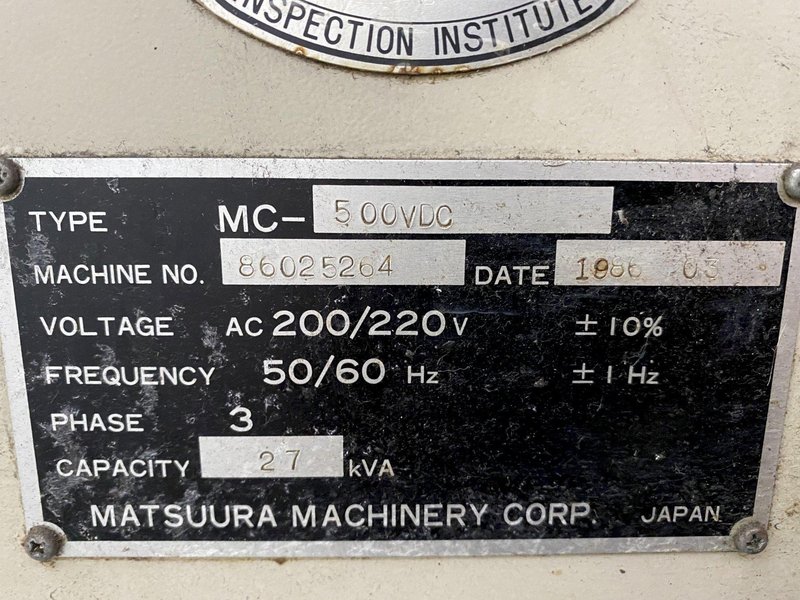 INSPECTION INSTITUTE
TYPE MC- 500VDC
MACHINE NO. 86025264 DATE 1986 03
VOLTAGE AC 200/220 V ±10%
FREQUENCY 50/60 Hz ±1 Hz
PHASE 3
CAPACITY 27 kVA
MATSUURA MACHINERY CORP. JAPAN